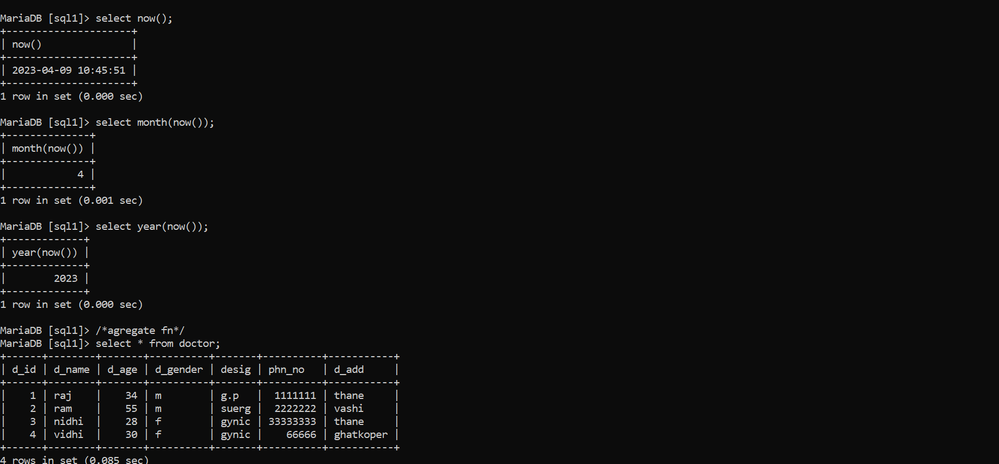 MariaDB [sql1]> select now();
+---------------------+
| now()               |
+---------------------+
| 2023-04-09 10:45:51 |
+---------------------+
1 row in set (0.000 sec)

MariaDB [sql1]> select month(now());
+--------------+
| month(now()) |
+--------------+
|            4 |
+--------------+
1 row in set (0.001 sec)

MariaDB [sql1]> select year(now());
+-------------+
| year(now()) |
+-------------+
|        2023 |
+-------------+
1 row in set (0.000 sec)

MariaDB [sql1]> /*agregate fn*/
MariaDB [sql1]> select * from doctor;
+------+--------+-------+----------+-------+----------+-----------+
| d_id | d_name | d_age | d_gender | desig | phn_no   | d_add     |
+------+--------+-------+----------+-------+----------+-----------+
|    1 | raj    |    34 | m        | g.p   |  1111111 | thane     |
|    2 | ram    |    55 | m        | suerg |  2222222 | vashi     |
|    3 | nidhi  |    28 | f        | gynic | 33333333 | thane     |
|    4 | vidhi  |    30 | f        | gynic |    66666 | ghatkoper |
+------+--------+-------+----------+-------+----------+-----------+
4 rows in set (0.085 sec)